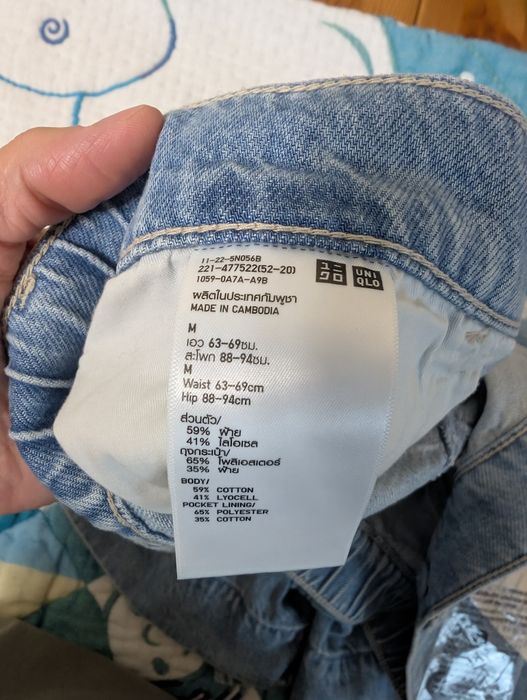 11-22-5N056B
221-477522(52-20)
1059-0A7A-A9B
ユニ
クロ
UNI
QLO
ผลิตในประเทศกัมพูชา
MADE IN CAMBODIA
M
เอว 63-69ซม.
สะโพก 88-94ซม.
M
Waist 63-69cm
Hip 88-94cm
ส่วนตัว/
59% ฝ้าย
41% ไลโอเซล
ถุงกระเป๋า/
65% โพลีเอสเตอร์
35% ฝ้าย
BODY/
59% COTTON
41% LYOCELL
POCKET LINING/
65% POLYESTER
35% COTTON